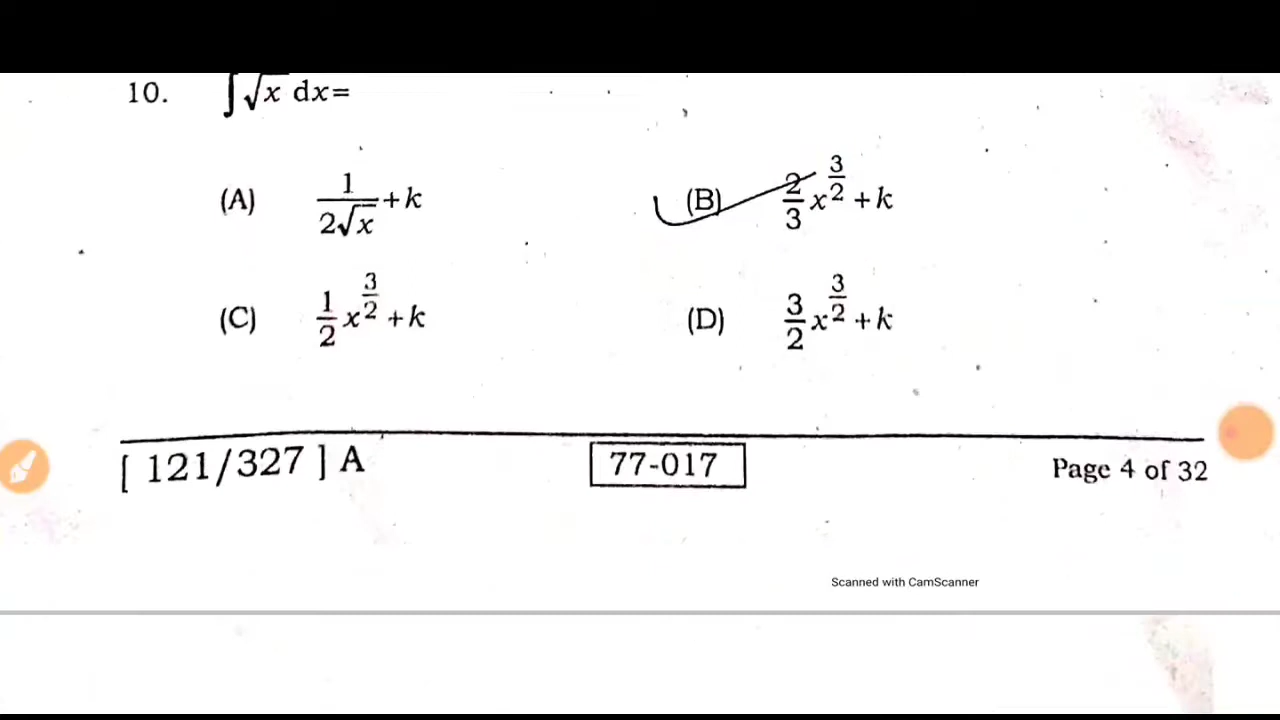 10. ∫√x dx=
(A) 1/(2√x) + k (B) 2/3 x^(3/2) + k
(C) 1/2 x^(3/2) + k (D) 3/2 x^(3/2) + k
[ 121/327 ] A 77-017 Page 4 of 32
Scanned with CamScanner